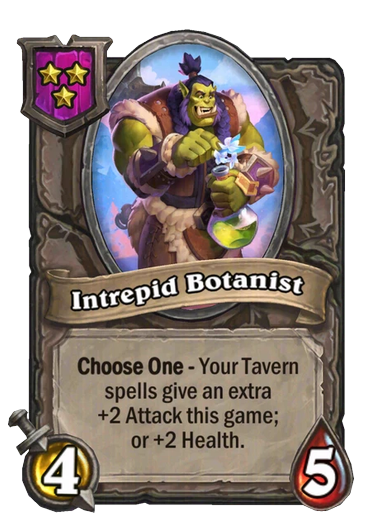 Intrepid Botanist
Choose One - Your Tavern
spells give an extra
+2 Attack this game;
or +2 Health.
4
5